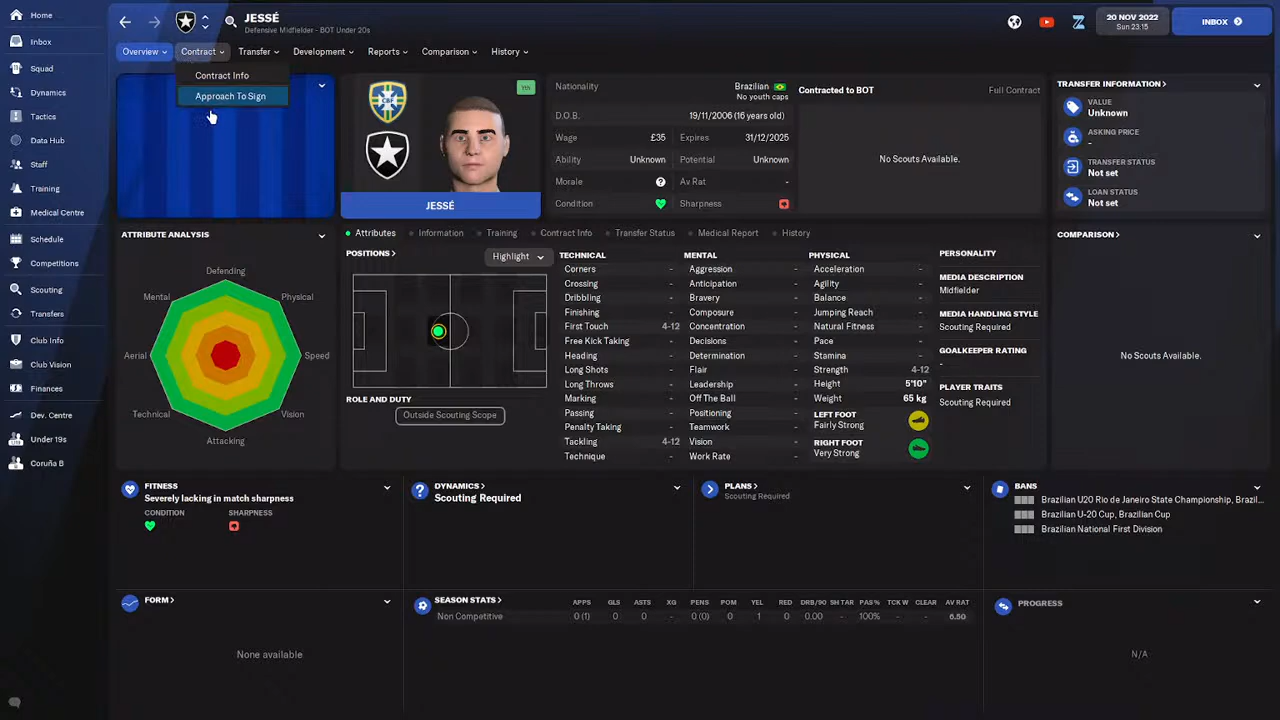 Home
JESSÉ
Defensive Midfielder - BOT Under 20s
20 NOV 2022
Sun 23:15
INBOX
Inbox
Squad
Dynamics
Tactics
Data Hub
Staff
Training
Medical Centre
Schedule
Competitions
Scouting
Transfers
Club Info
Club Vision
Finances
Dev. Centre
Under 19s
Coruña B
Overview
Contract
Transfer
Development
Reports
Comparison
History
Contract Info
Approach To Sign
JESSÉ
Nationality
Brazilian
No youth caps
D.O.B.
19/11/2006 (16 years old)
Wage
£35
Expires
31/12/2025
Ability
Unknown
Potential
Unknown
Morale
Av Rat
-
Condition
Sharpness
Contracted to BOT
Full Contract
No Scouts Available.
TRANSFER INFORMATION >
VALUE
Unknown
ASKING PRICE
-
TRANSFER STATUS
Not set
LOAN STATUS
Not set
ATTRIBUTE ANALYSIS
Defending
Physical
Speed
Vision
Attacking
Technical
Aerial
Mental
Attributes
Information
Training
Contract Info
Transfer Status
Medical Report
History
POSITIONS >
Highlight
ROLE AND DUTY
Outside Scouting Scope
TECHNICAL
Corners -
Crossing -
Dribbling -
Finishing -
First Touch 4-12
Free Kick Taking -
Heading -
Long Shots -
Long Throws -
Marking -
Passing -
Penalty Taking -
Tackling 4-12
Technique -
MENTAL
Aggression -
Anticipation -
Bravery -
Composure -
Concentration -
Decisions -
Determination -
Flair -
Leadership -
Off The Ball -
Positioning -
Teamwork -
Vision -
Work Rate -
PHYSICAL
Acceleration -
Agility -
Balance -
Jumping Reach -
Natural Fitness -
Pace -
Stamina -
Strength 4-12
Height 5'10"
Weight 65 kg
LEFT FOOT
Fairly Strong
RIGHT FOOT
Very Strong
PERSONALITY
-
MEDIA DESCRIPTION
Midfielder
MEDIA HANDLING STYLE
Scouting Required
GOALKEEPER RATING
-
PLAYER TRAITS
Scouting Required
COMPARISON >
No Scouts Available.
FITNESS
Severely lacking in match sharpness
CONDITION
SHARPNESS
DYNAMICS >
Scouting Required
PLANS >
Scouting Required
BANS
Brazilian U20 Rio de Janeiro State Championship, Brazil...
Brazilian U-20 Cup, Brazilian Cup
Brazilian National First Division
FORM >
None available
SEASON STATS > APPS GLS ASTS XG PENS POM YEL RED DRB/90 SH TAR PAS% TCK W CLEAR AV RAT
Non Competitive 0 (1) 0 0 - 0 (0) 0 1 0 0.00 - 100% - - 6.50
PROGRESS
N/A